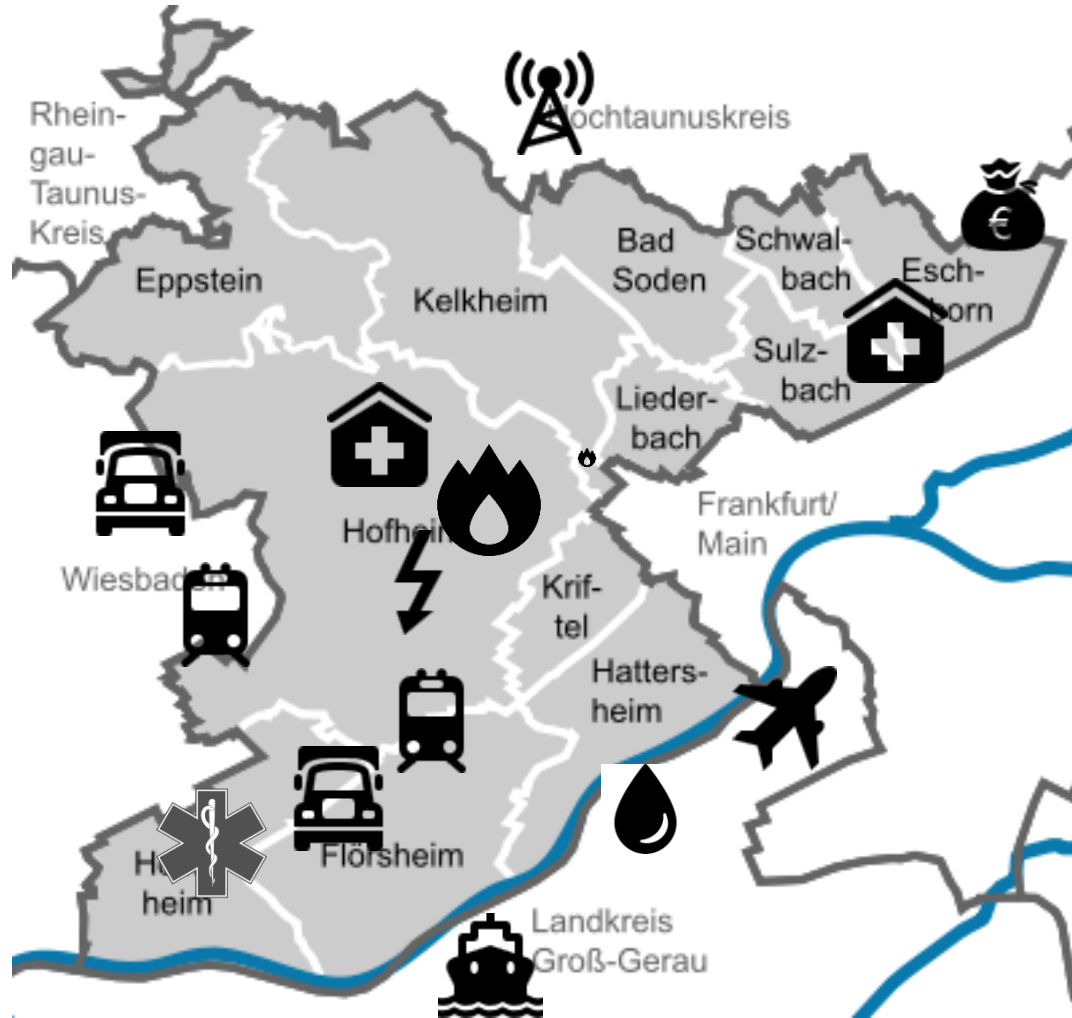 Rhein-
gau-
Taunus-
Kreis
Hochtaunuskreis
€
Eppstein
Kelkheim
Bad
Soden
Schwal-
bach
Esch-
born
Sulz-
bach
Lieder-
bach
Frankfurt/
Main
Hofheim
Wiesbaden
Krif-
tel
Hatters-
heim
Flörsheim
heim
Landkreis
Groß-Gerau